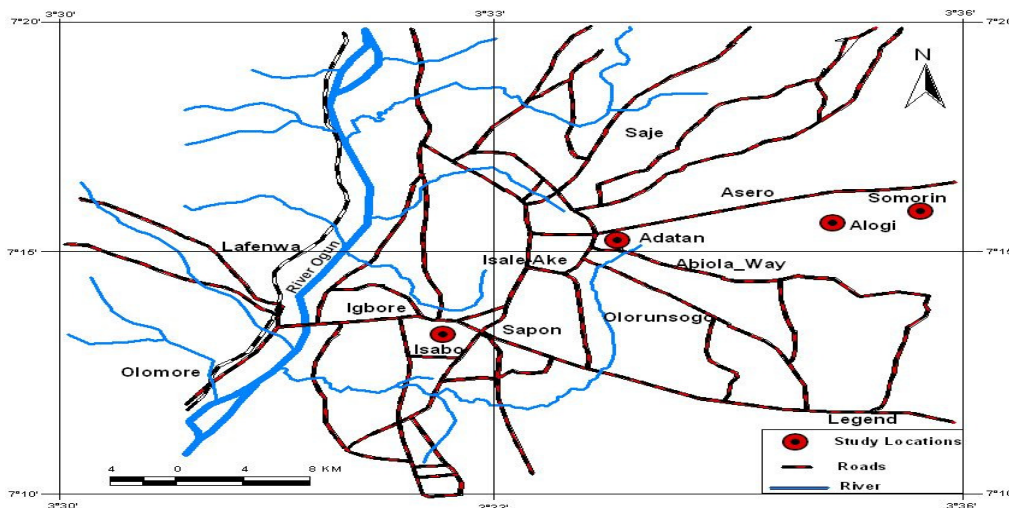 3°30'
3°33'
3°36'
7°20'
7°20'
N
Saje
Asero
Somorin
Alogi
Adatan
7°15'
7°15'
Lafenwa
River Ogun
Isale Ake
Abiola_Way
Igbore
Sapon
Olorunsogo
Isabo
Olomore
Legend
Study Locations
Roads
River
4 0 4 8 KM
7°10'
7°10'
3°30'
3°33'
3°36'